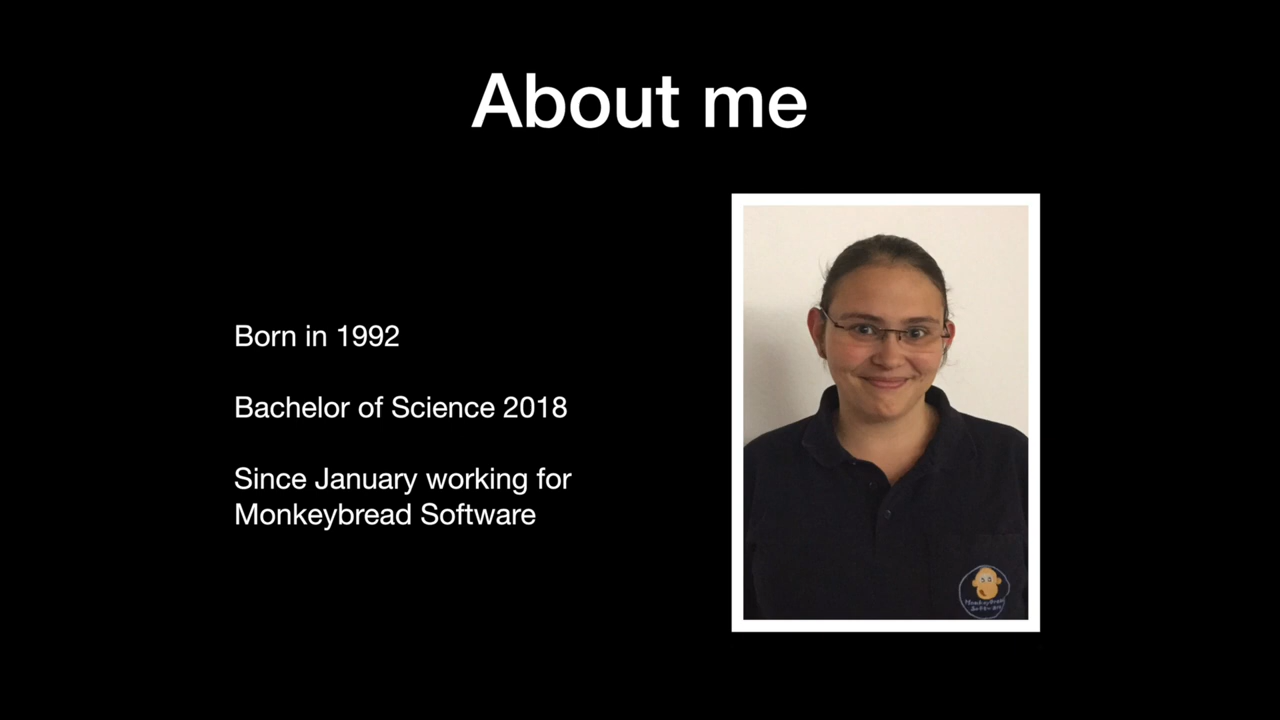 About me
Born in 1992
Bachelor of Science 2018
Since January working for
Monkeybread Software